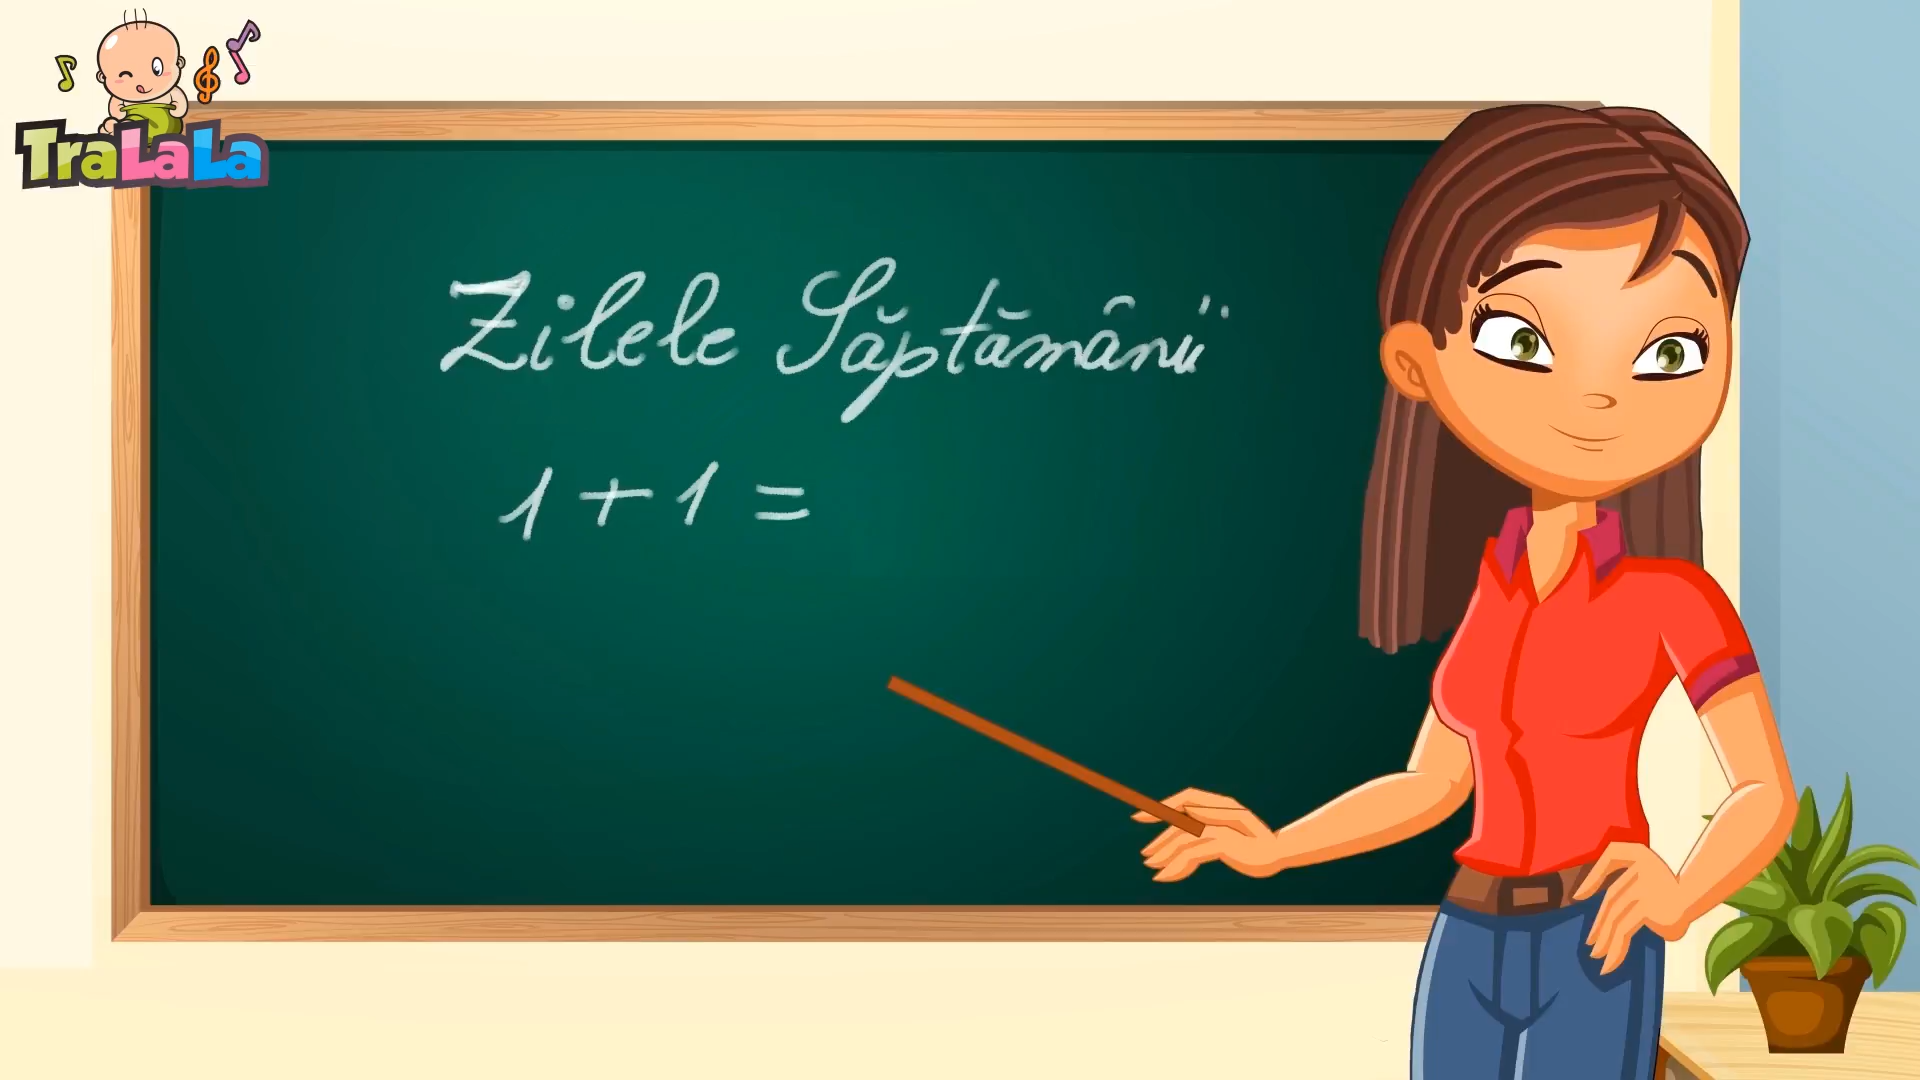 TraLaLa
Zilele Săptămânii
1 + 1 =